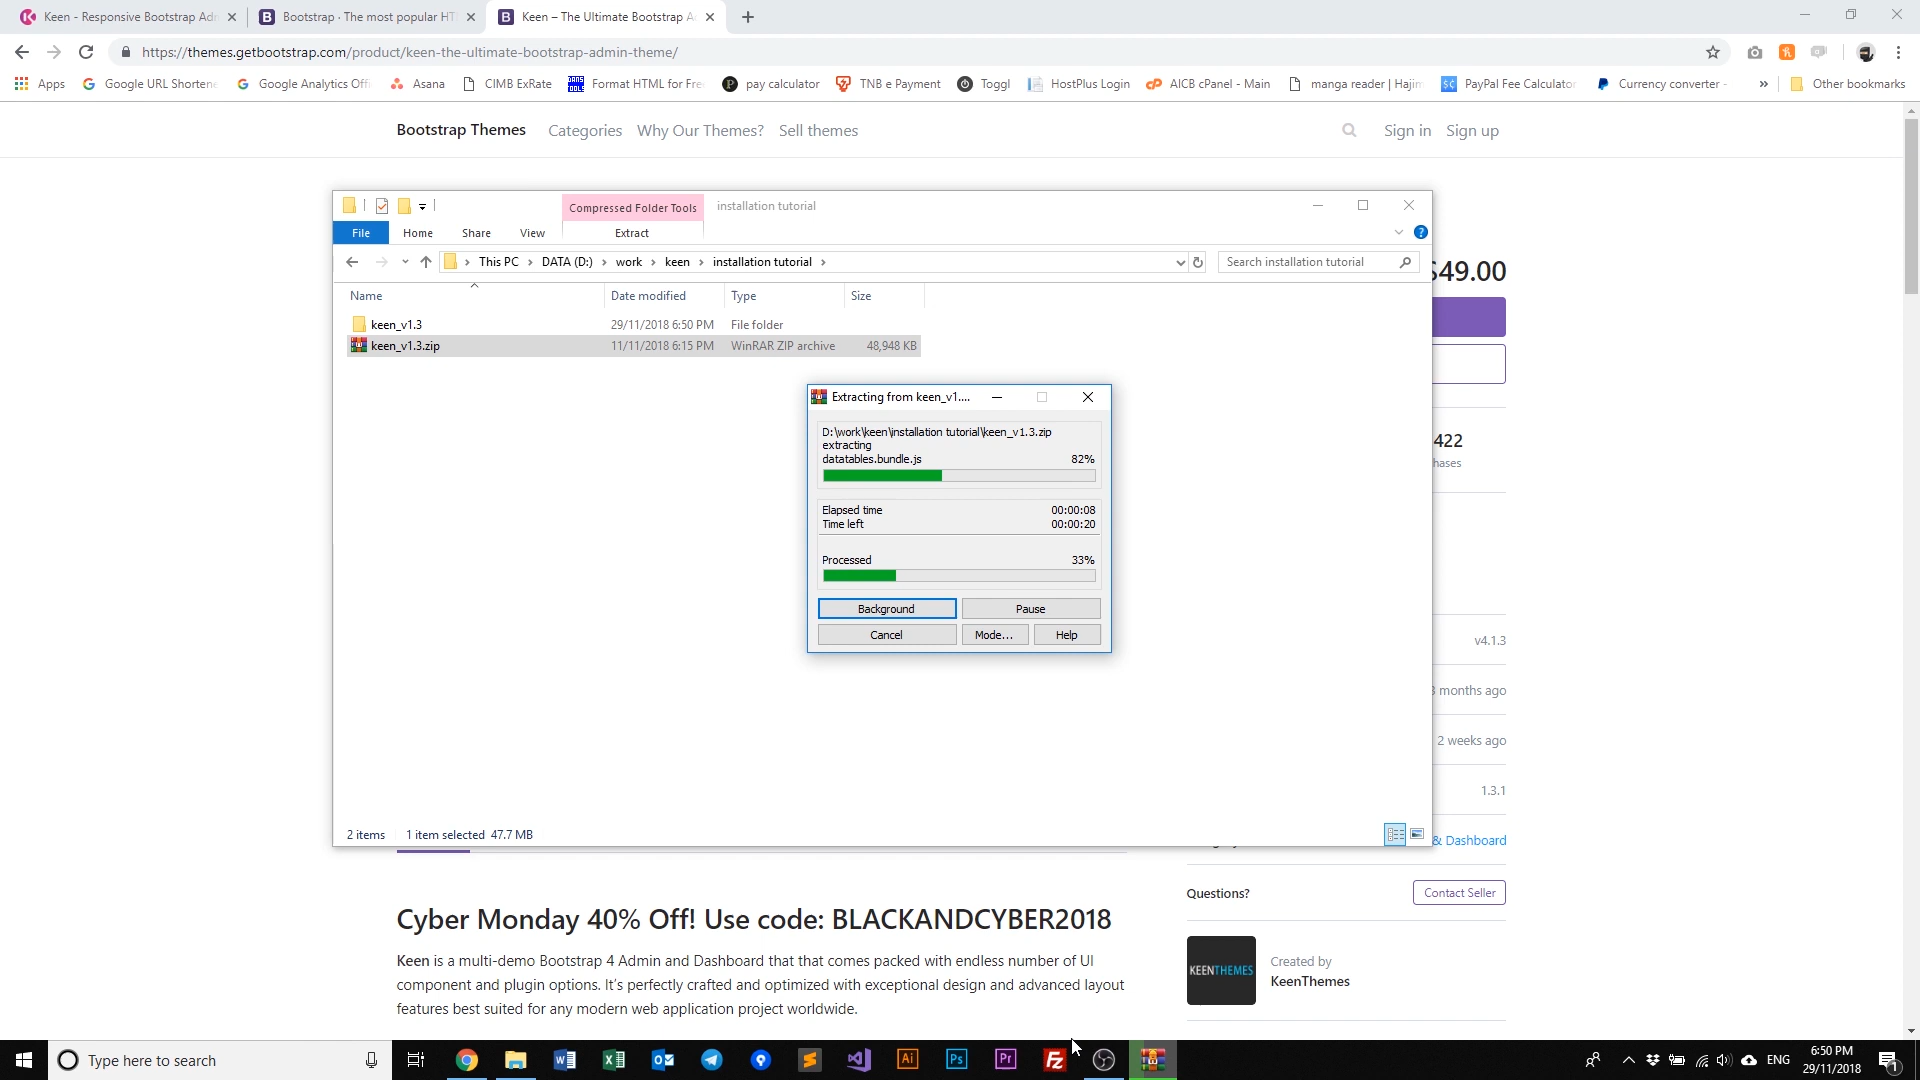 Keen - Responsive Bootstrap Adm
Bootstrap · The most popular HT
Keen – The Ultimate Bootstrap A
https://themes.getbootstrap.com/product/keen-the-ultimate-bootstrap-admin-theme/
Apps
Google URL Shortene
Google Analytics Offi
Asana
CIMB ExRate
Format HTML for Fre
pay calculator
TNB e Payment
Toggl
HostPlus Login
AICB cPanel - Main
manga reader | Hajim
PayPal Fee Calculator
Currency converter -
Other bookmarks
Bootstrap Themes
Categories
Why Our Themes?
Sell themes
Sign in
Sign up
Compressed Folder Tools
installation tutorial
File
Home
Share
View
Extract
This PC
DATA (D:)
work
keen
installation tutorial
Search installation tutorial
Name
Date modified
Type
Size
keen_v1.3
29/11/2018 6:50 PM
File folder
keen_v1.3.zip
11/11/2018 6:15 PM
WinRAR ZIP archive
48,948 KB
$49.00
422
hases
v4.1.3
3 months ago
2 weeks ago
1.3.1
& Dashboard
Extracting from keen_v1....
D:\work\keen\installation tutorial\keen_v1.3.zip
extracting
datatables.bundle.js
82%
Elapsed time
00:00:08
Time left
00:00:20
Processed
33%
Background
Pause
Cancel
Mode...
Help
2 items
1 item selected 47.7 MB
Questions?
Contact Seller
KEENTHEMES
Created by
KeenThemes
Cyber Monday 40% Off! Use code: BLACKANDCYBER2018
Keen is a multi-demo Bootstrap 4 Admin and Dashboard that that comes packed with endless number of UI
component and plugin options. It's perfectly crafted and optimized with exceptional design and advanced layout
features best suited for any modern web application project worldwide.
Type here to search
ENG
6:50 PM
29/11/2018
1